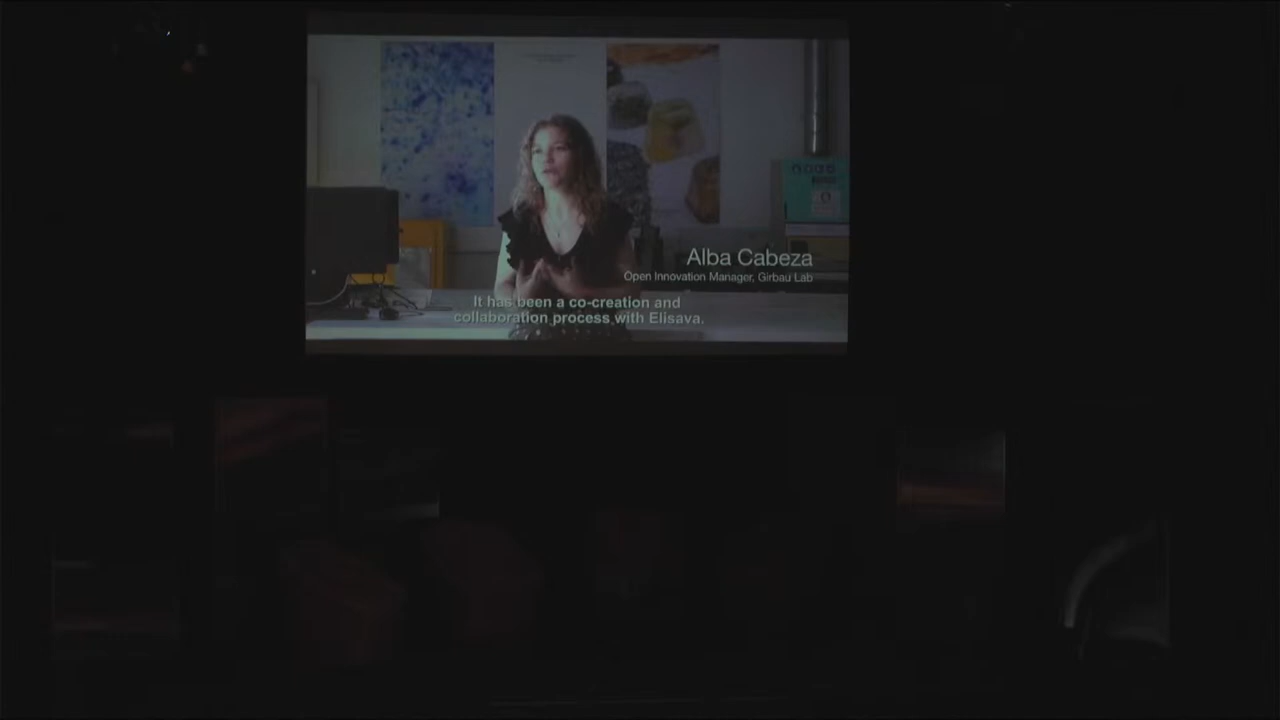 Alba Cabeza
Open Innovation Manager, Girbau Lab
It has been a co-creation and
collaboration process with Elisava.